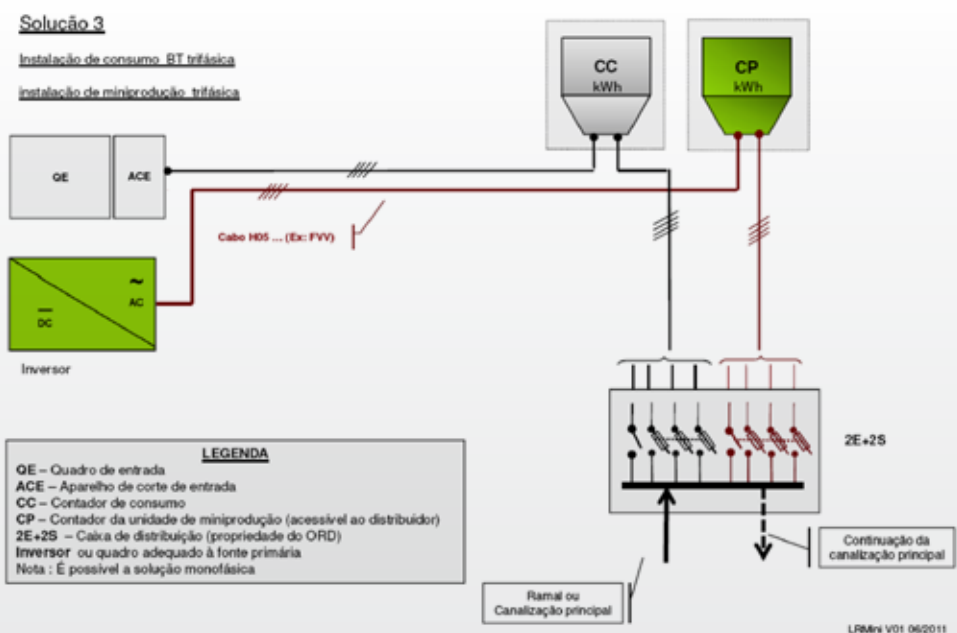 Solução 3
Instalação de consumo BT trifásica
instalação de miniprodução trifásica
CC
kWh
CP
kWh
QE
ACE
Cabo H05 ... (Ex: FVV)
~
AC
DC
Inversor
2E+2S
LEGENDA
QE – Quadro de entrada
ACE – Aparelho de corte de entrada
CC – Contador de consumo
CP – Contador da unidade de miniprodução (acessível ao distribuidor)
2E+2S – Caixa de distribuição (propriedade do ORD)
Inversor ou quadro adequado à fonte primária
Nota : É possível a solução monofásica
Continuação da
canalização principal
Ramal ou
Canalização principal
LRMini V01 06/2011